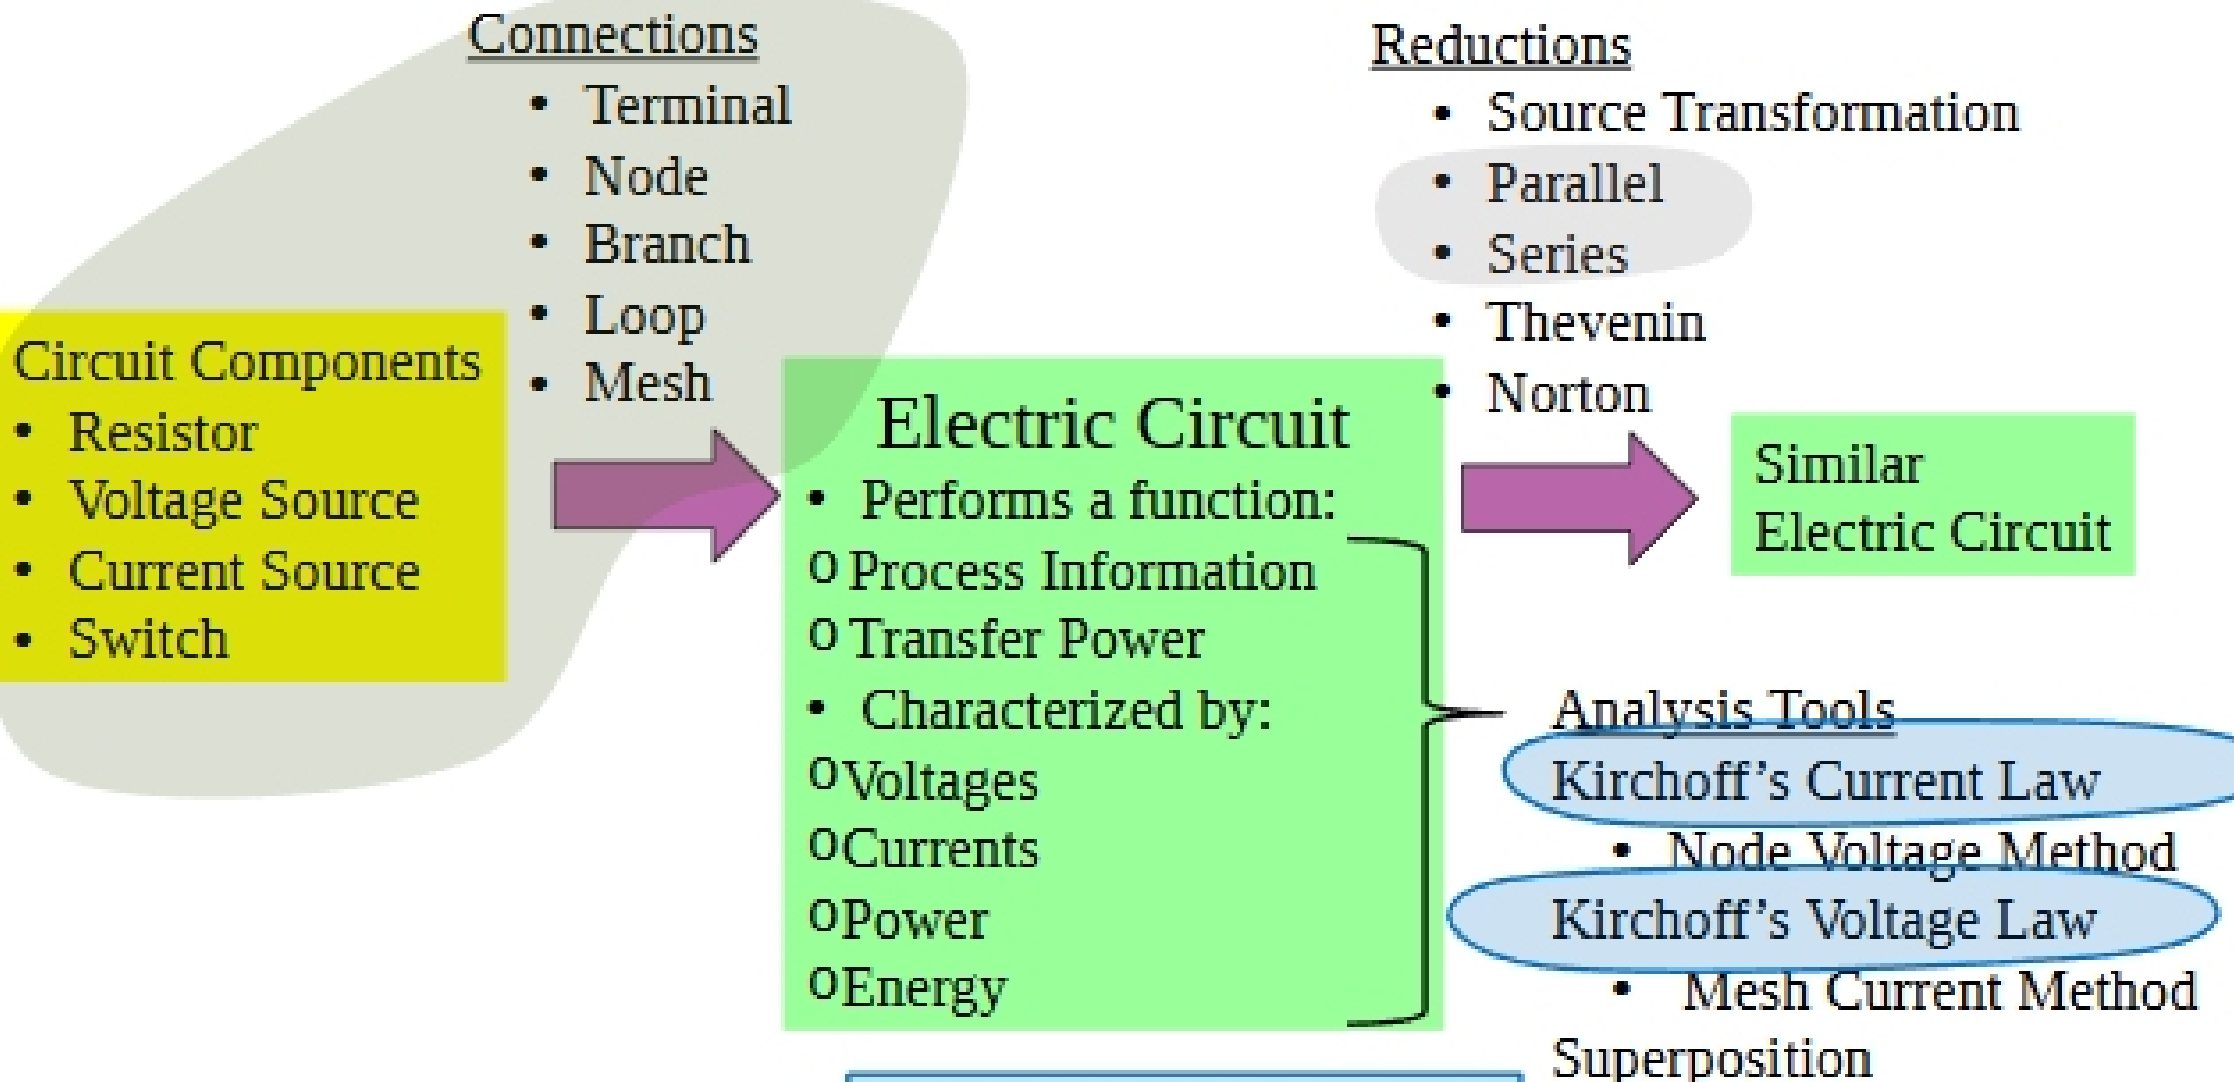 Connections
• Terminal
• Node
• Branch
• Loop
• Mesh
Circuit Components
• Resistor
• Voltage Source
• Current Source
• Switch
Electric Circuit
• Performs a function:
o Process Information
o Transfer Power
• Characterized by:
o Voltages
o Currents
o Power
o Energy
Reductions
• Source Transformation
• Parallel
• Series
• Thevenin
• Norton
Similar
Electric Circuit
Analysis Tools
Kirchoff’s Current Law
• Node Voltage Method
Kirchoff’s Voltage Law
• Mesh Current Method
Superposition